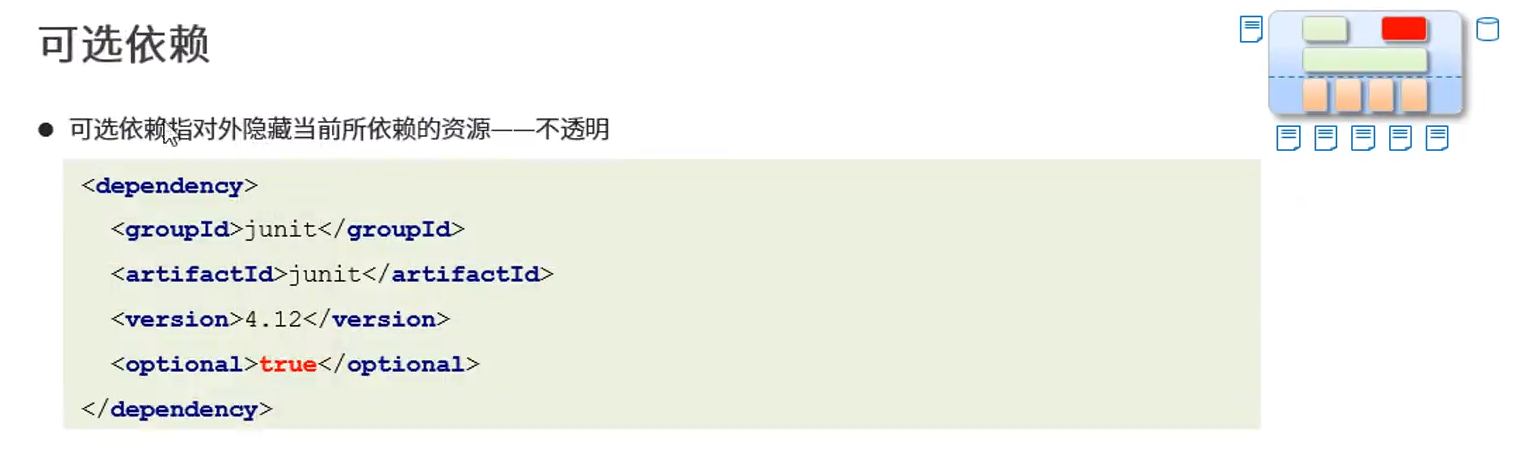 可选依赖
● 可选依赖指对外隐藏当前所依赖的资源——不透明
<dependency>
<groupId>junit</groupId>
<artifactId>junit</artifactId>
<version>4.12</version>
<optional>true</optional>
</dependency>